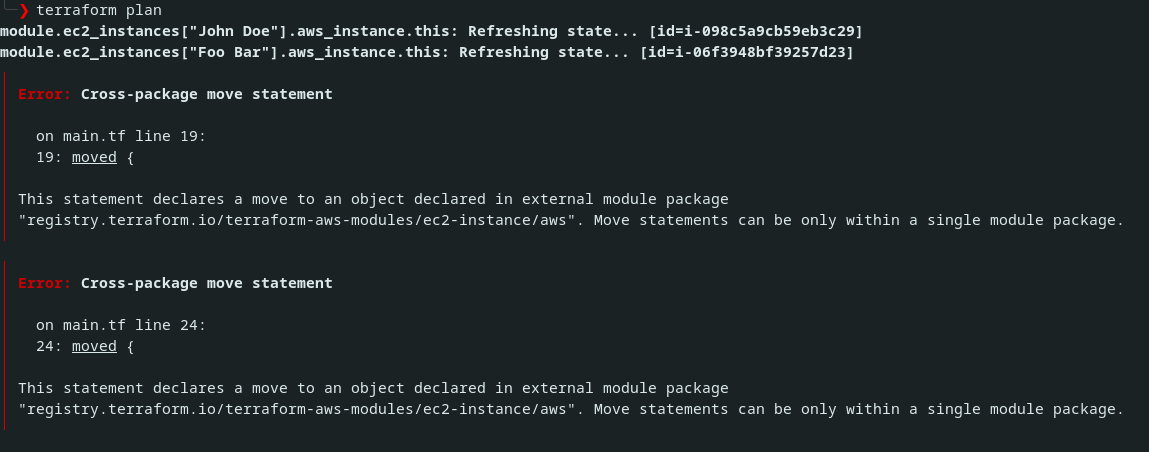 ❯ terraform plan
module.ec2_instances["John Doe"].aws_instance.this: Refreshing state... [id=i-098c5a9cb59eb3c29]
module.ec2_instances["Foo Bar"].aws_instance.this: Refreshing state... [id=i-06f3948bf39257d23]
Error: Cross-package move statement
on main.tf line 19:
19: moved {
This statement declares a move to an object declared in external module package
"registry.terraform.io/terraform-aws-modules/ec2-instance/aws". Move statements can be only within a single module package.
Error: Cross-package move statement
on main.tf line 24:
24: moved {
This statement declares a move to an object declared in external module package
"registry.terraform.io/terraform-aws-modules/ec2-instance/aws". Move statements can be only within a single module package.